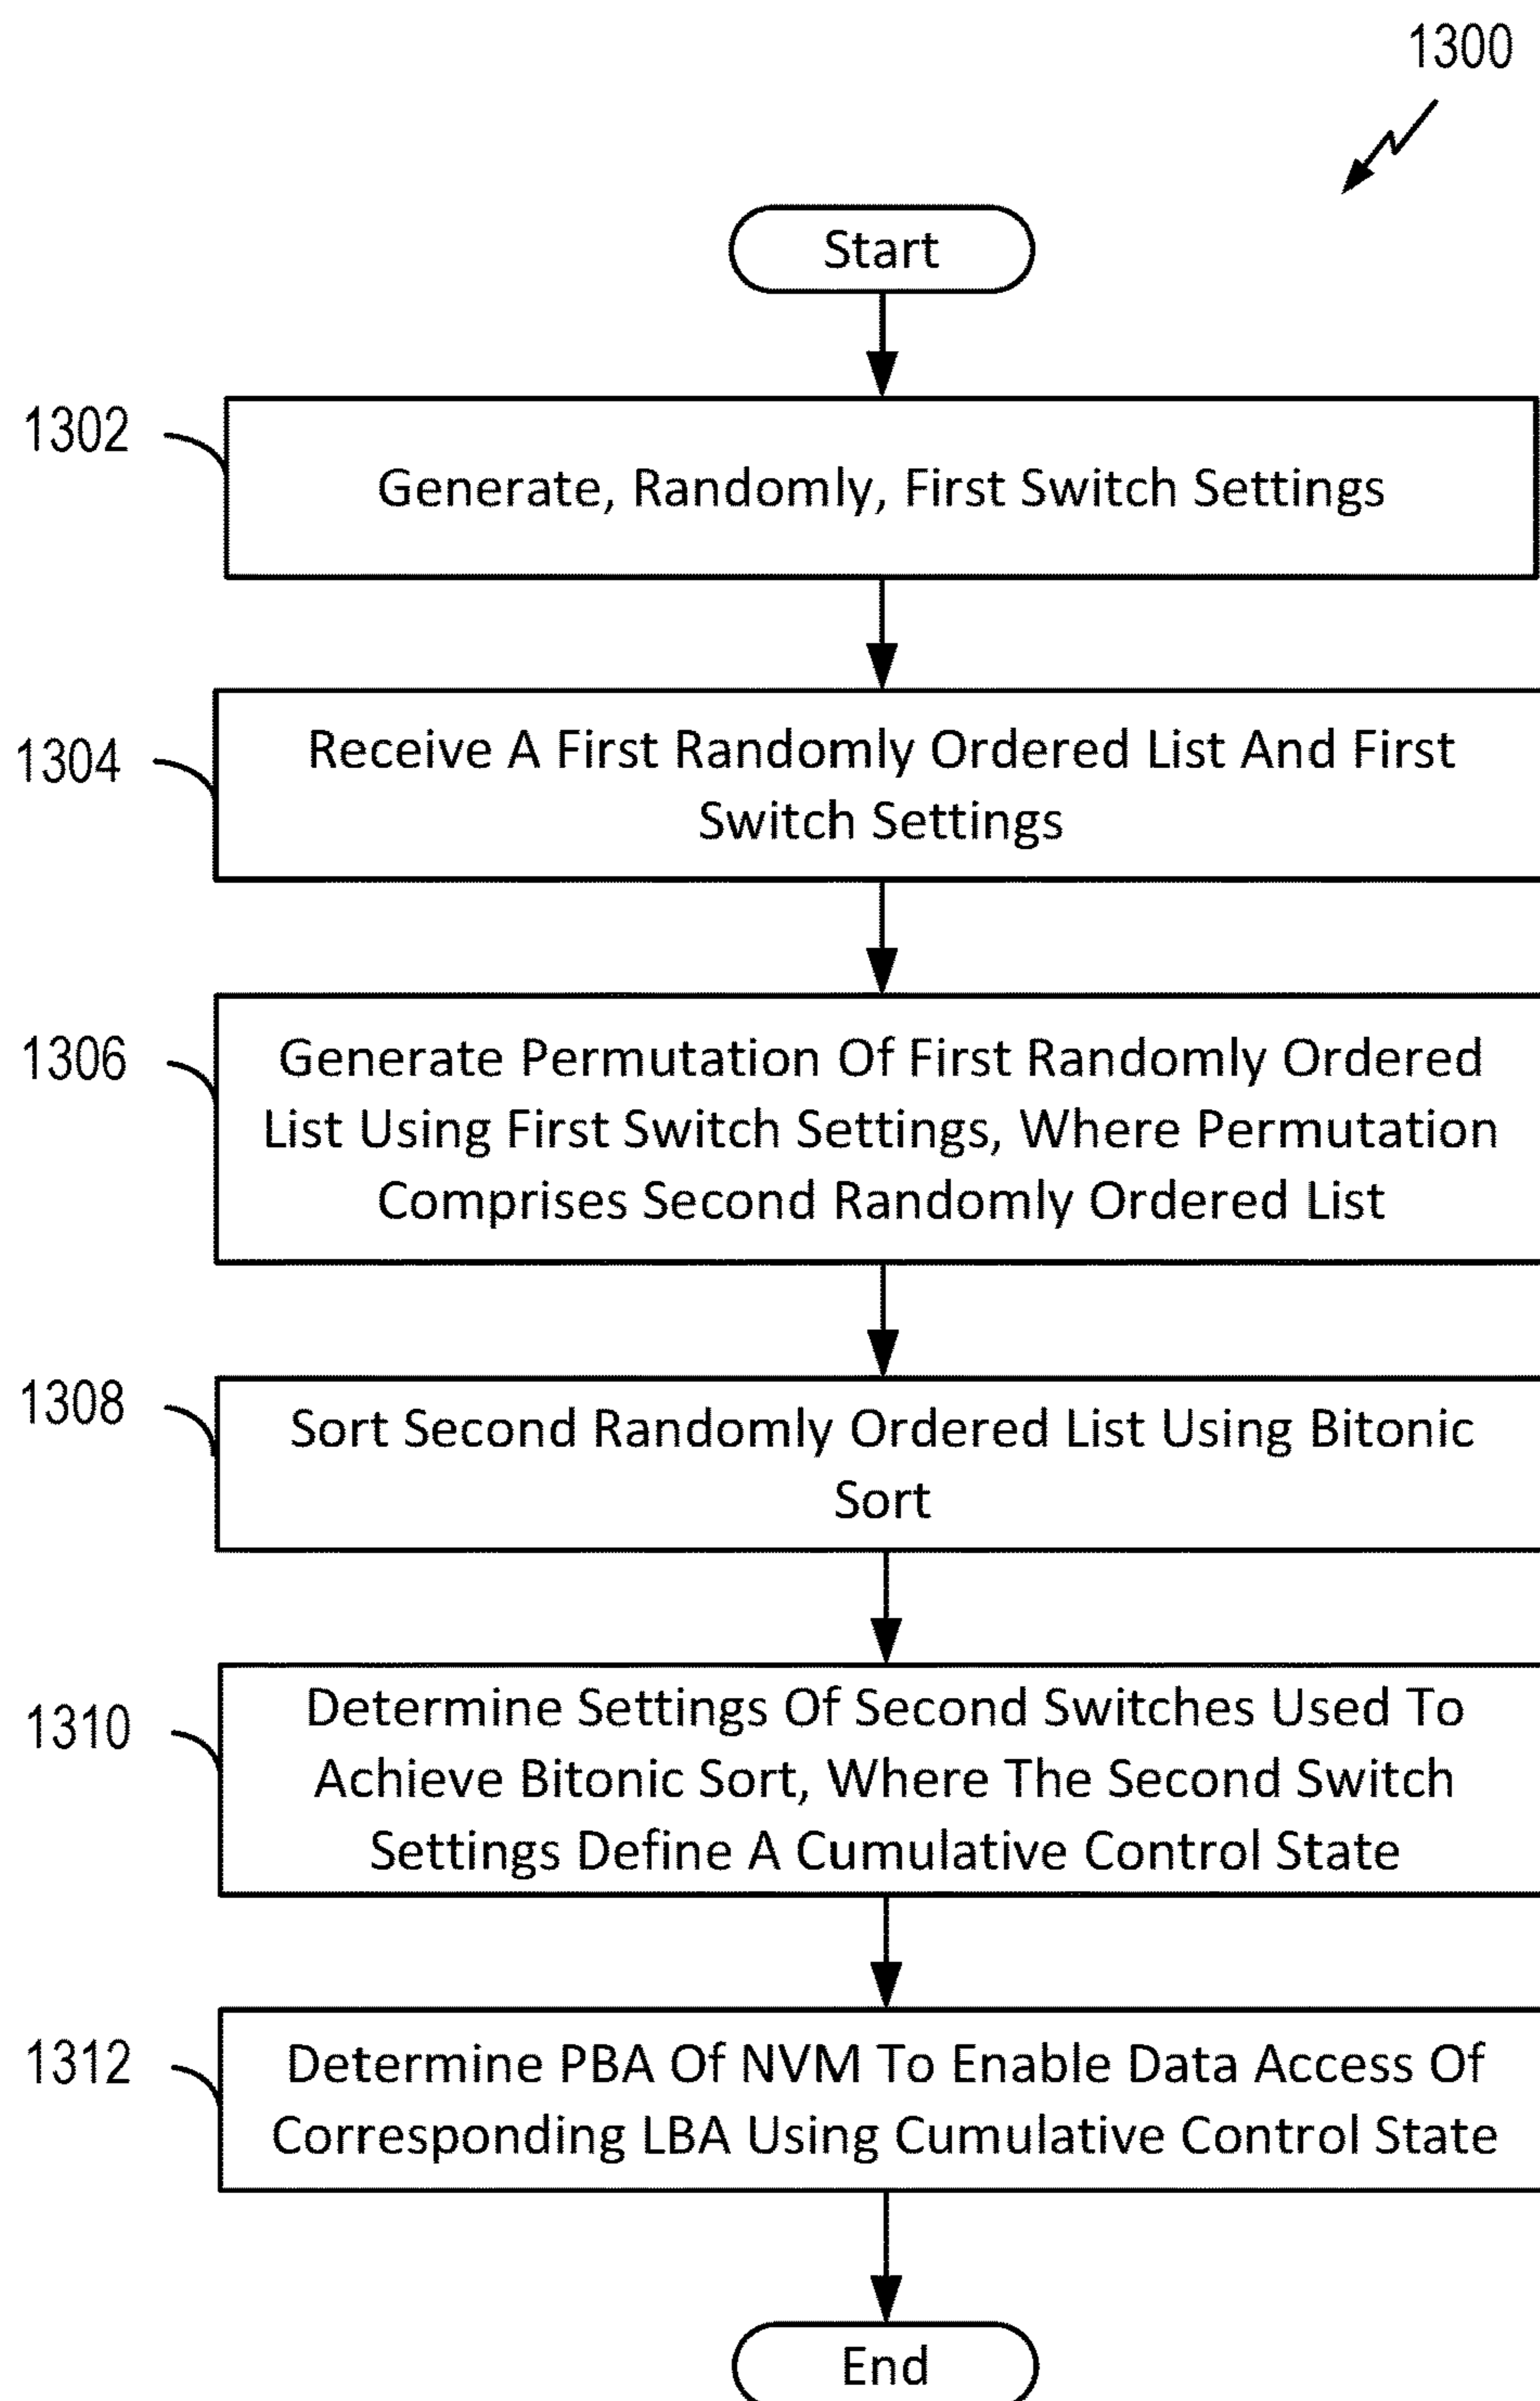 1300
Start
1302
Generate, Randomly, First Switch Settings
1304
Receive A First Randomly Ordered List And First
Switch Settings
1306
Generate Permutation Of First Randomly Ordered
List Using First Switch Settings, Where Permutation
Comprises Second Randomly Ordered List
1308
Sort Second Randomly Ordered List Using Bitonic
Sort
1310
Determine Settings Of Second Switches Used To
Achieve Bitonic Sort, Where The Second Switch
Settings Define A Cumulative Control State
1312
Determine PBA Of NVM To Enable Data Access Of
Corresponding LBA Using Cumulative Control State
End